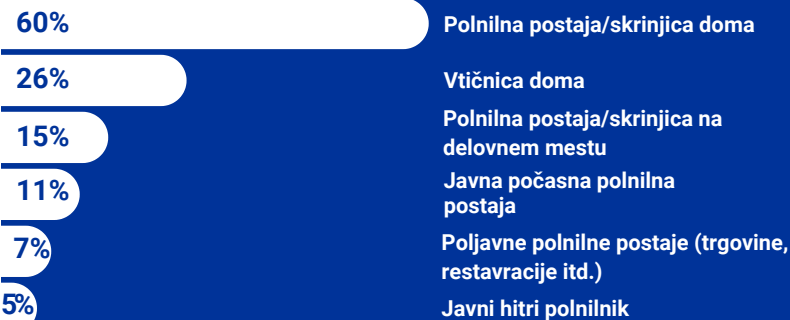 60% Polnilna postaja/skrinjica doma
26% Vtičnica doma
15% Polnilna postaja/skrinjica na
delovnem mestu
11% Javna počasna polnilna
postaja
7% Poljavne polnilne postaje (trgovine,
restavracije itd.)
5% Javni hitri polnilnik